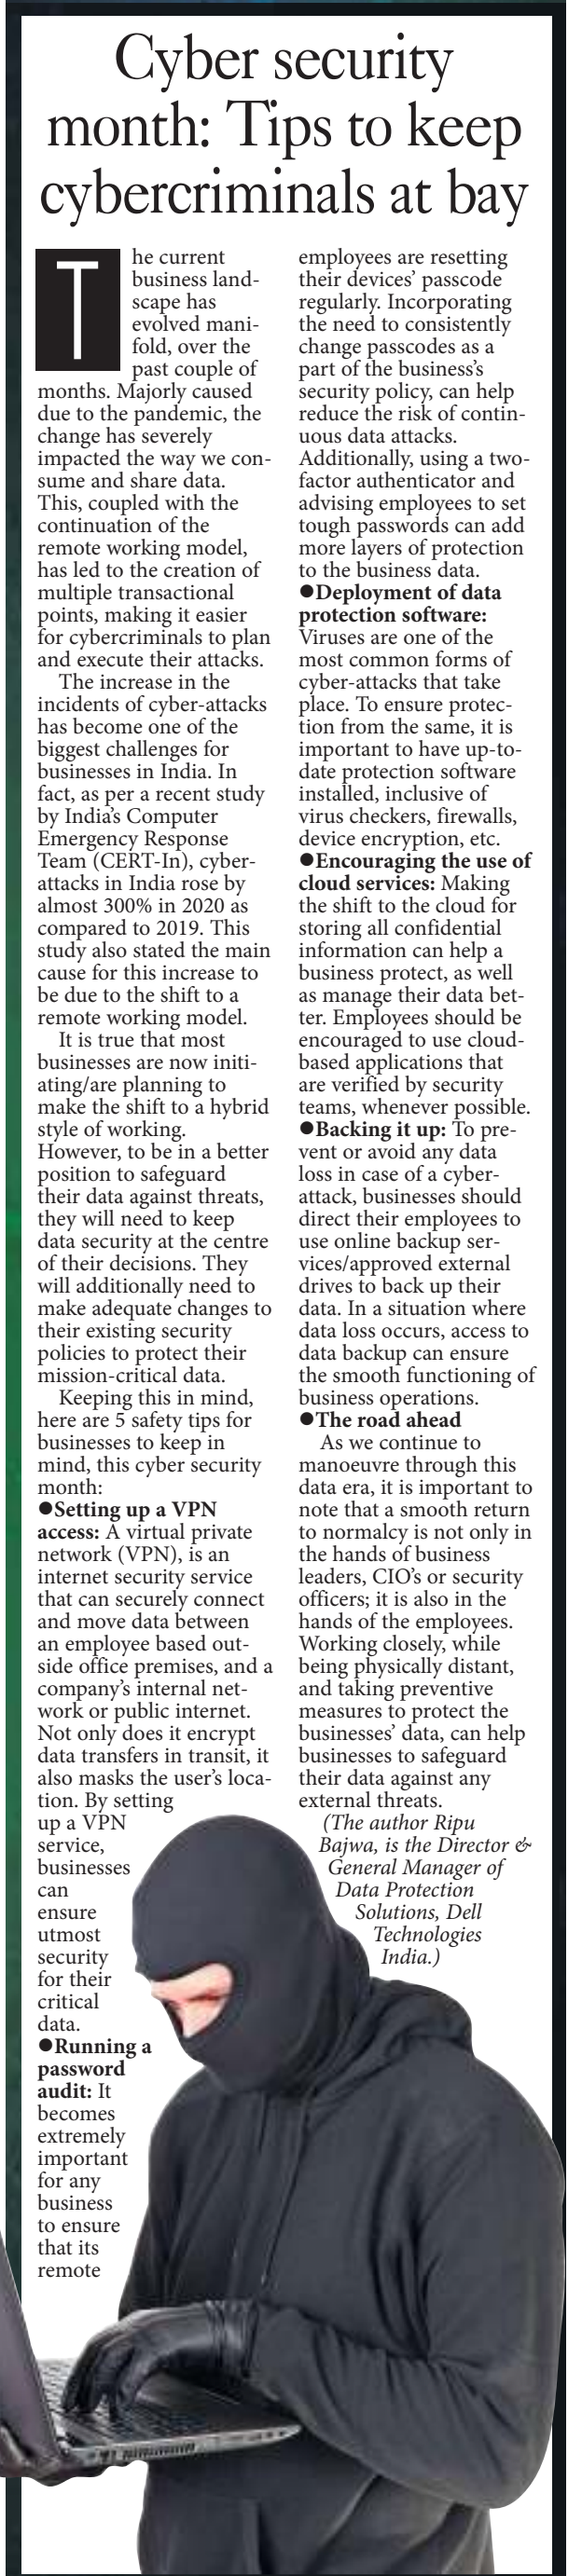 Cyber security
month: Tips to keep
cybercriminals at bay
The current
business land-
scape has
evolved mani-
fold, over the
past couple of
months. Majorly caused
due to the pandemic, the
change has severely
impacted the way we con-
sume and share data.
This, coupled with the
continuation of the
remote working model,
has led to the creation of
multiple transactional
points, making it easier
for cybercriminals to plan
and execute their attacks.
The increase in the
incidents of cyber-attacks
has become one of the
biggest challenges for
businesses in India. In
fact, as per a recent study
by India's Computer
Emergency Response
Team (CERT-In), cyber-
attacks in India rose by
almost 300% in 2020 as
compared to 2019. This
study also stated the main
cause for this increase to
be due to the shift to a
remote working model.
It is true that most
businesses are now initi-
ating/are planning to
make the shift to a hybrid
style of working.
However, to be in a better
position to safeguard
their data against threats,
they will need to keep
data security at the centre
of their decisions. They
will additionally need to
make adequate changes to
their existing security
policies to protect their
mission-critical data.
Keeping this in mind,
here are 5 safety tips for
businesses to keep in
mind, this cyber security
month:
●Setting up a VPN
access: A virtual private
network (VPN), is an
internet security service
that can securely connect
and move data between
an employee based out-
side office premises, and a
company's internal net-
work or public internet.
Not only does it encrypt
data transfers in transit, it
also masks the user's loca-
tion. By setting
up a VPN
service,
businesses
can
ensure
utmost
security
for their
critical
data.
●Running a
password
audit: It
becomes
extremely
important
for any
business
to ensure
that its
remote
employees are resetting
their devices' passcode
regularly. Incorporating
the need to consistently
change passcodes as a
part of the business's
security policy, can help
reduce the risk of contin-
uous data attacks.
Additionally, using a two-
factor authenticator and
advising employees to set
tough passwords can add
more layers of protection
to the business data.
●Deployment of data
protection software:
Viruses are one of the
most common forms of
cyber-attacks that take
place. To ensure protec-
tion from the same, it is
important to have up-to-
date protection software
installed, inclusive of
virus checkers, firewalls,
device encryption, etc.
●Encouraging the use of
cloud services: Making
the shift to the cloud for
storing all confidential
information can help a
business protect, as well
as manage their data bet-
ter. Employees should be
encouraged to use cloud-
based applications that
are verified by security
teams, whenever possible.
●Backing it up: To pre-
vent or avoid any data
loss in case of a cyber-
attack, businesses should
direct their employees to
use online backup ser-
vices/approved external
drives to back up their
data. In a situation where
data loss occurs, access to
data backup can ensure
the smooth functioning of
business operations.
●The road ahead
As we continue to
manoeuvre through this
data era, it is important to
note that a smooth return
to normalcy is not only in
the hands of business
leaders, CIO's or security
officers; it is also in the
hands of the employees.
Working closely, while
being physically distant,
and taking preventive
measures to protect the
businesses' data, can help
businesses to safeguard
their data against any
external threats.
(The author Ripu
Bajwa, is the Director &
General Manager of
Data Protection
Solutions, Dell
Technologies
India.)